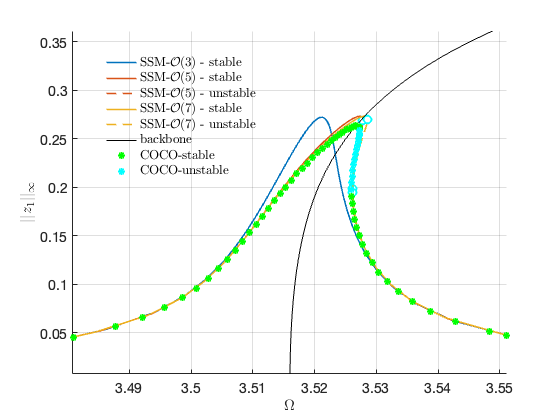 0.35
0.3
0.25
0.2
0.15
0.1
0.05
||z₁||∞
SSM-𝒪(3) - stable
SSM-𝒪(5) - stable
SSM-𝒪(5) - unstable
SSM-𝒪(7) - stable
SSM-𝒪(7) - unstable
backbone
COCO-stable
COCO-unstable
3.49 3.5 3.51 3.52 3.53 3.54 3.55
Ω